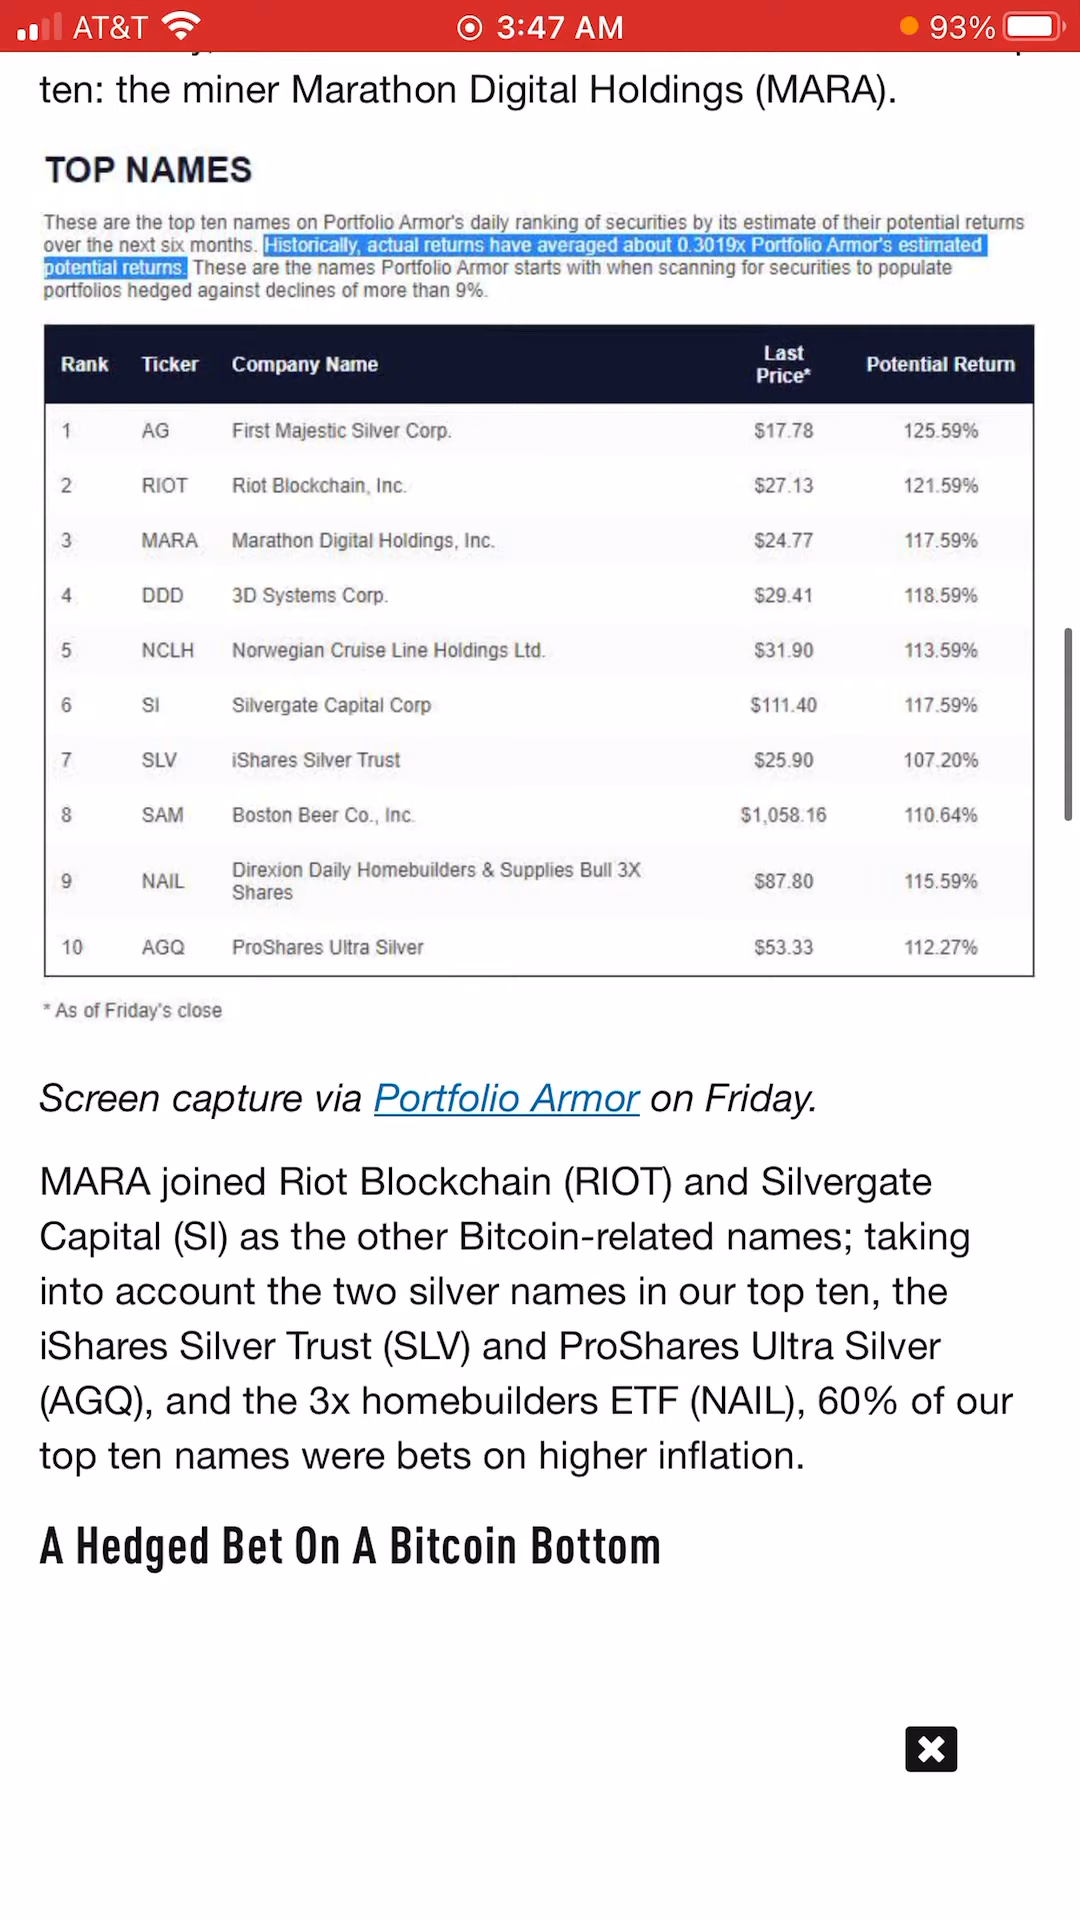 AT&T 3:47 AM 93%
ten: the miner Marathon Digital Holdings (MARA).
TOP NAMES
These are the top ten names on Portfolio Armor's daily ranking of securities by its estimate of their potential returns
over the next six months. Historically, actual returns have averaged about 0.3019x Portfolio Armor's estimated
potential returns. These are the names Portfolio Armor starts with when scanning for securities to populate
portfolios hedged against declines of more than 9%.
Rank Ticker Company Name Last Price* Potential Return
1 AG First Majestic Silver Corp. $17.78 125.59%
2 RIOT Riot Blockchain, Inc. $27.13 121.59%
3 MARA Marathon Digital Holdings, Inc. $24.77 117.59%
4 DDD 3D Systems Corp. $29.41 118.59%
5 NCLH Norwegian Cruise Line Holdings Ltd. $31.90 113.59%
6 SI Silvergate Capital Corp $111.40 117.59%
7 SLV iShares Silver Trust $25.90 107.20%
8 SAM Boston Beer Co., Inc. $1,058.16 110.64%
9 NAIL Direxion Daily Homebuilders & Supplies Bull 3X Shares $87.80 115.59%
10 AGQ ProShares Ultra Silver $53.33 112.27%
* As of Friday's close
Screen capture via Portfolio Armor on Friday.
MARA joined Riot Blockchain (RIOT) and Silvergate
Capital (SI) as the other Bitcoin-related names; taking
into account the two silver names in our top ten, the
iShares Silver Trust (SLV) and ProShares Ultra Silver
(AGQ), and the 3x homebuilders ETF (NAIL), 60% of our
top ten names were bets on higher inflation.
A Hedged Bet On A Bitcoin Bottom